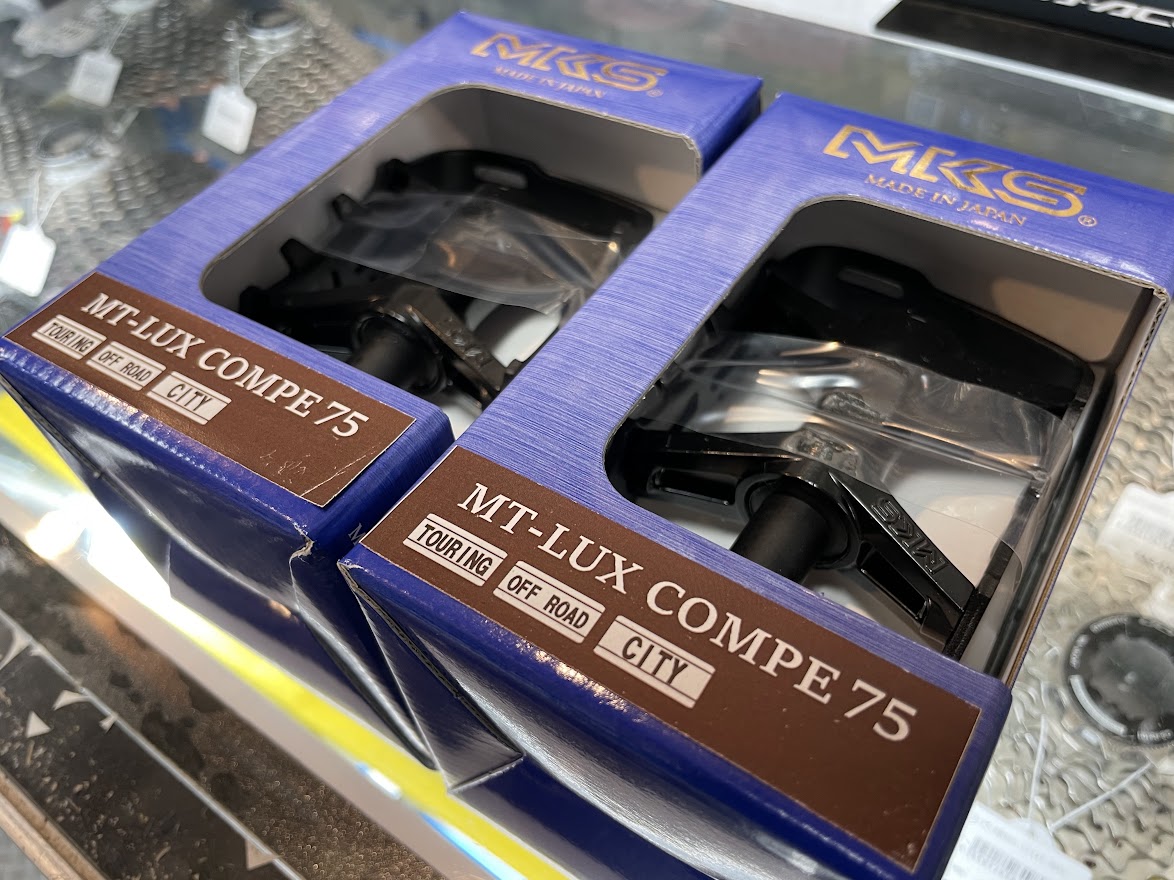 MKS®
MADE IN JAPAN
MT-LUX COMPE 75
TOURING OFF ROAD CITY
MKS®
MADE IN JAPAN
MKS
MT-LUX COMPE 75
TOURING OFF ROAD CITY